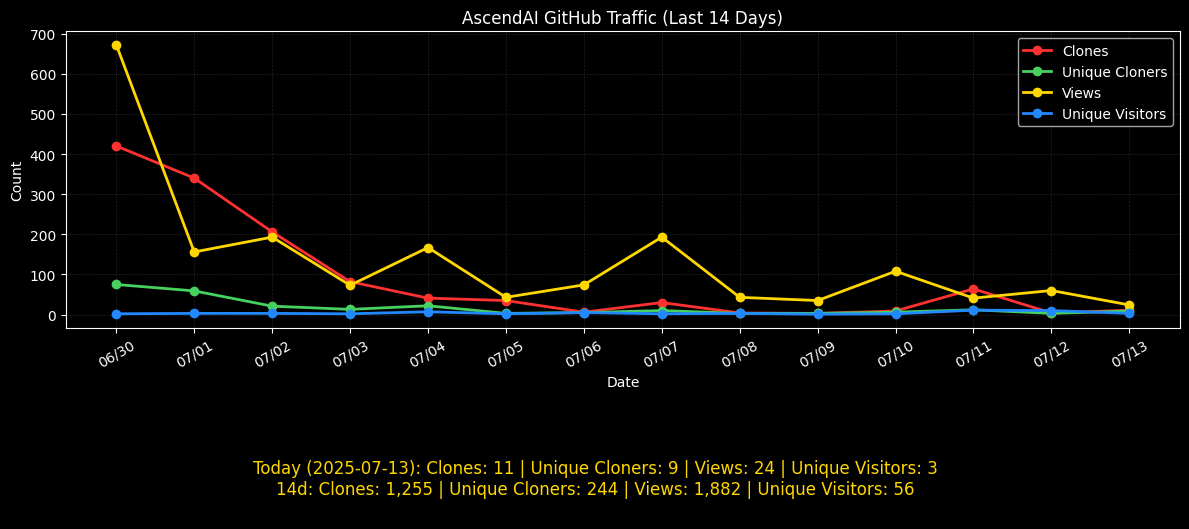 AscendAI GitHub Traffic (Last 14 Days)
700
600
500
400
300
200
100
0
Count
Clones
Unique Cloners
Views
Unique Visitors
06/30 07/01 07/02 07/03 07/04 07/05 07/06 07/07 07/08 07/09 07/10 07/11 07/12 07/13
Date
Today (2025-07-13): Clones: 11 | Unique Cloners: 9 | Views: 24 | Unique Visitors: 3
14d: Clones: 1,255 | Unique Cloners: 244 | Views: 1,882 | Unique Visitors: 56